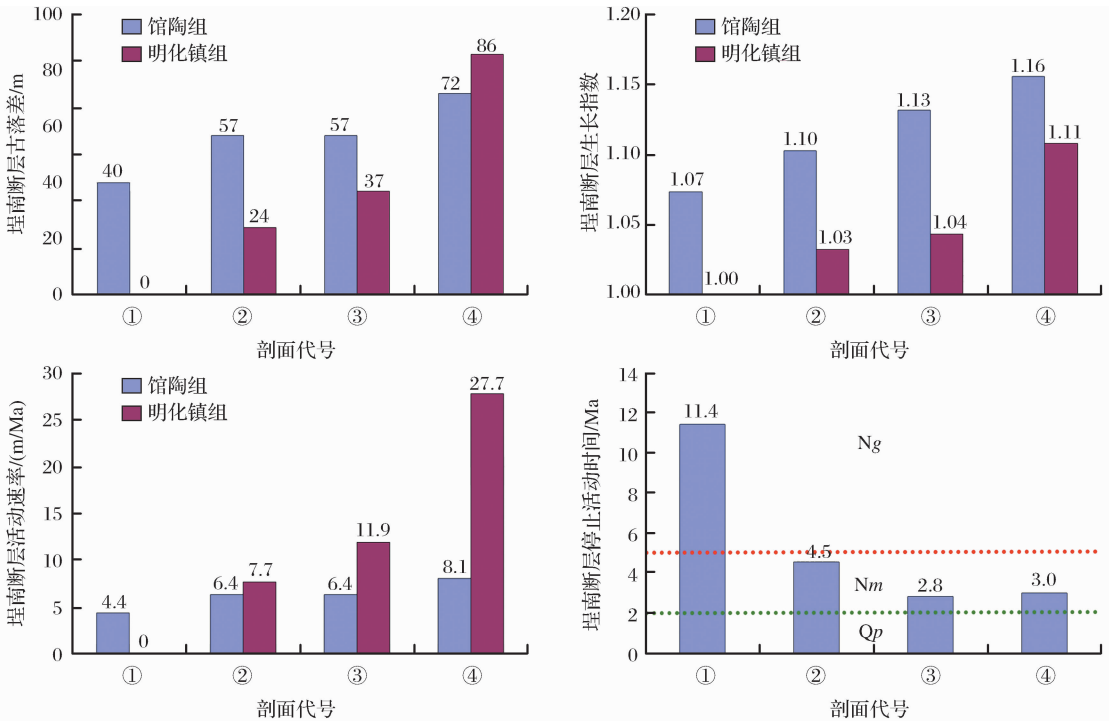 埕南断层古落差/m
100
80
60
40
20
0
馆陶组
明化镇组
40
0
57
24
57
37
72
86
① ② ③ ④
剖面代号
埕南断层生长指数
1.20
1.15
1.10
1.05
1.00
馆陶组
明化镇组
1.07
1.00
1.10
1.03
1.13
1.04
1.16
1.11
① ② ③ ④
剖面代号
埕南断层活动速率/(m/Ma)
30
25
20
15
10
5
0
馆陶组
明化镇组
4.4
0
6.4
7.7
6.4
11.9
8.1
27.7
① ② ③ ④
剖面代号
埕南断层停止活动时间/Ma
14
12
10
8
6
4
2
0
11.4
4.5
2.8
3.0
Ng
Nm
Qp
① ② ③ ④
剖面代号